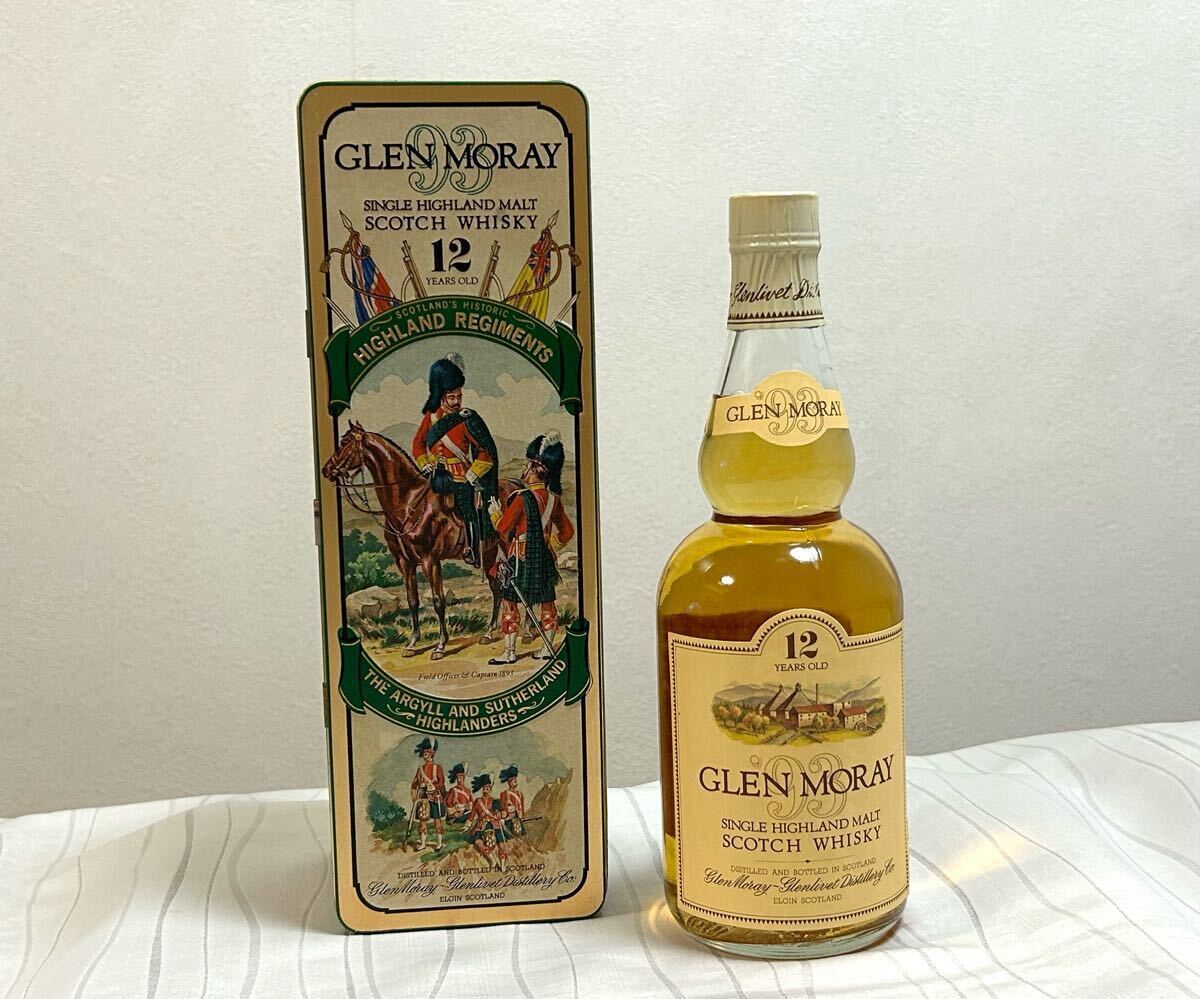 '93
GLEN MORAY
SINGLE HIGHLAND MALT
SCOTCH WHISKY
12
YEARS OLD
SCOTLAND'S HISTORIC
HIGHLAND REGIMENTS
Field Officer & Captain 1893
THE ARGYLL AND SUTHERLAND
HIGHLANDERS
DISTILLED AND BOTTLED IN SCOTLAND
Glen Moray-Glenlivet Distillery Co.
ELGIN SCOTLAND
Glenlivet
'93
GLEN MORAY
12
YEARS OLD
'93
GLEN MORAY
SINGLE HIGHLAND MALT
SCOTCH WHISKY
DISTILLED AND BOTTLED IN SCOTLAND
Glen Moray-Glenlivet Distillery Co.
ELGIN SCOTLAND